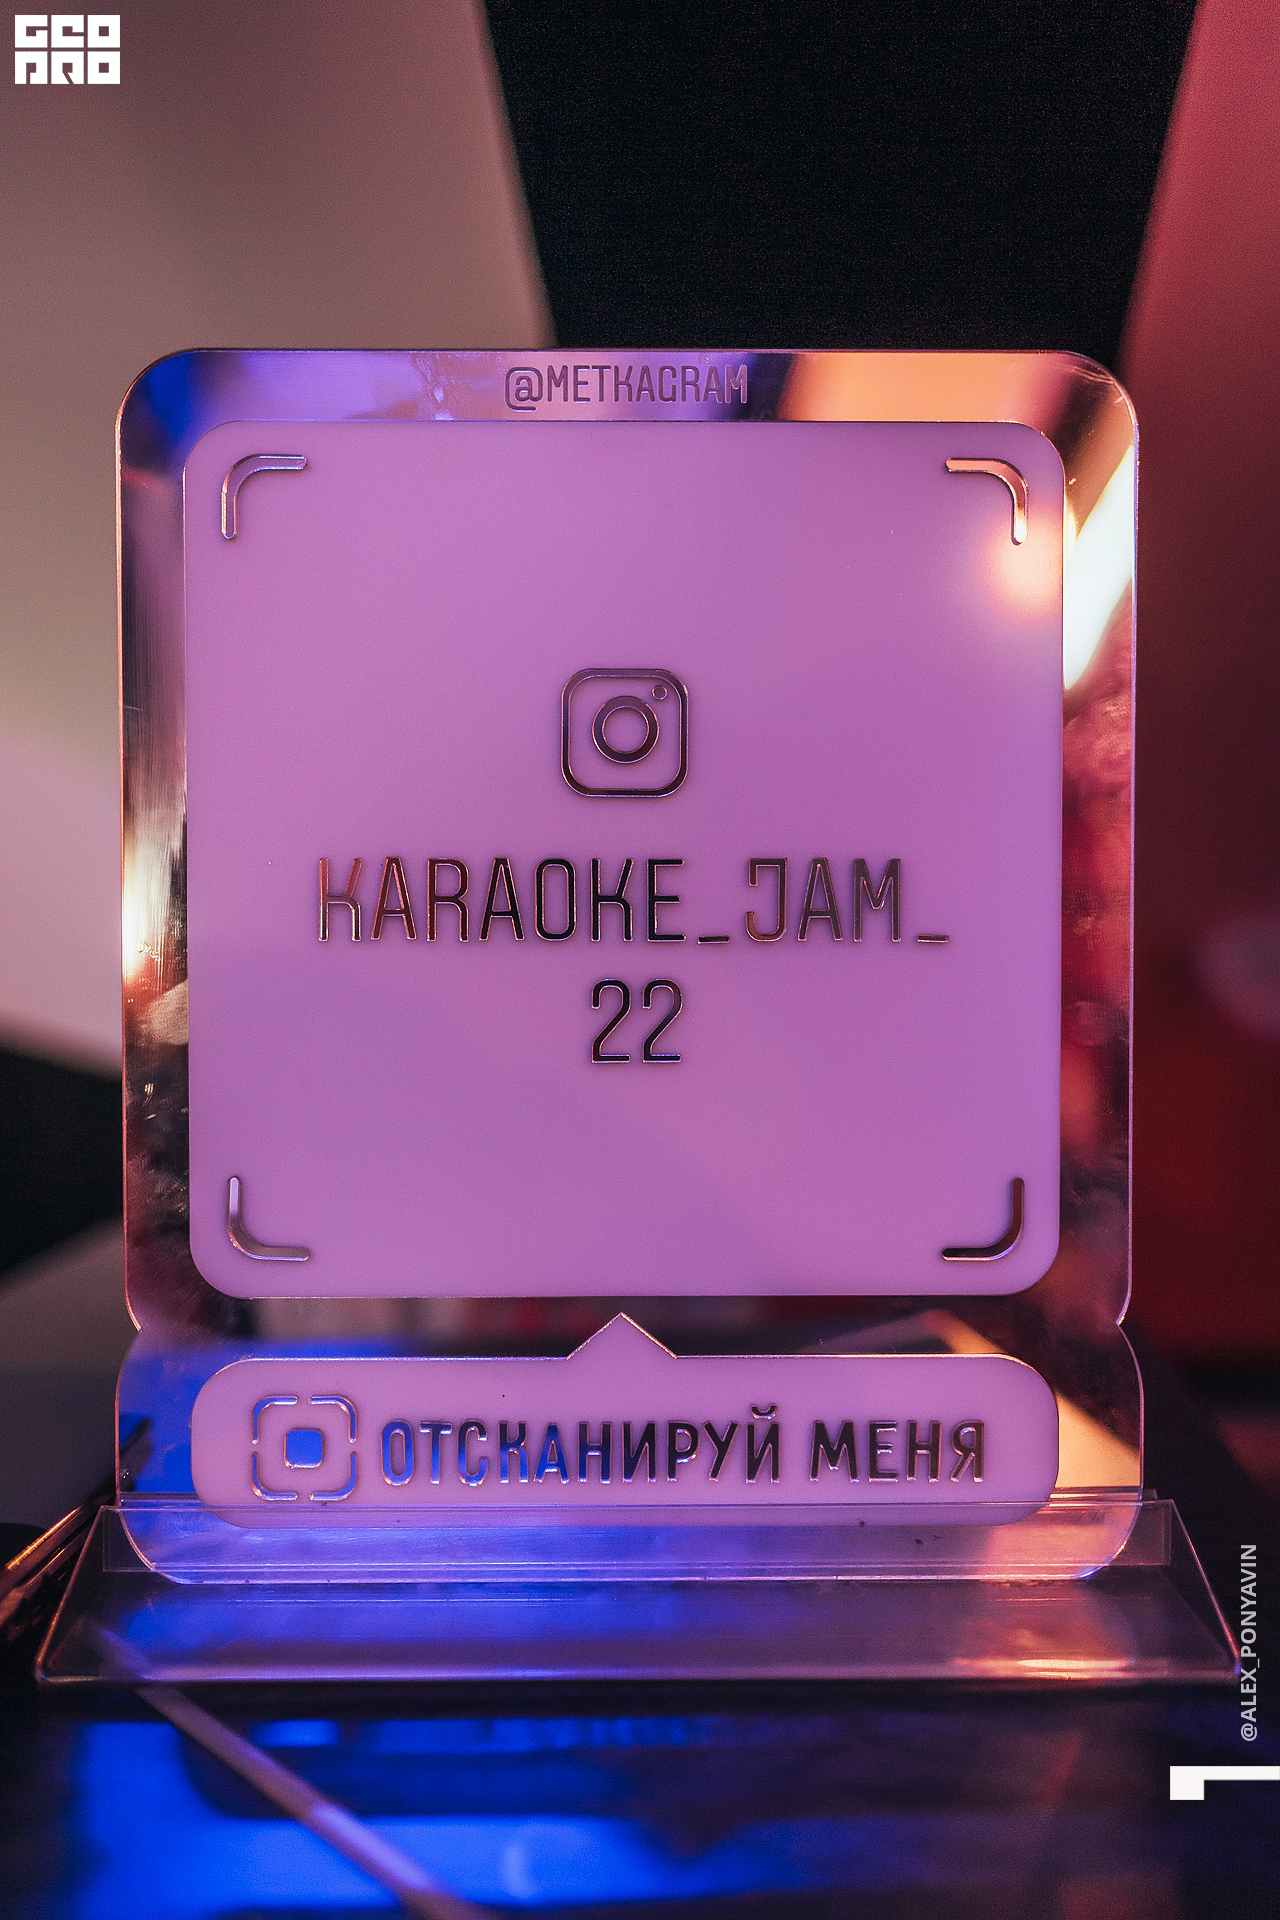 GEO
PRO
@METKAGRAM
KARAOKE_JAM_
22
ОТСКАНИРУЙ МЕНЯ
@ALEX_PONYAVIN